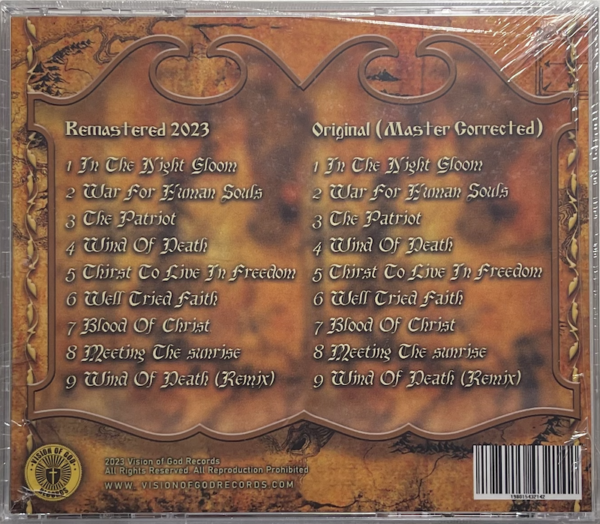 Remastered 2023
1 In The Night Gloom
2 War For Human Souls
3 The Patriot
4 Wind Of Death
5 Thirst To Live In Freedom
6 Well Tried Faith
7 Blood Of Christ
8 Meeting The sunrise
9 Wind Of Death (Remix)
Original (Master Corrected)
1 In The Night Gloom
2 War For Human Souls
3 The Patriot
4 Wind Of Death
5 Thirst To Live In Freedom
6 Well Tried Faith
7 Blood Of Christ
8 Meeting The sunrise
9 Wind Of Death (Remix)
VISION OF GOD
RECORDS
2023 Vision of God Records
All Rights Reserved. All Reproduction Prohibited
WWW.VISIONOFGODRECORDS.COM